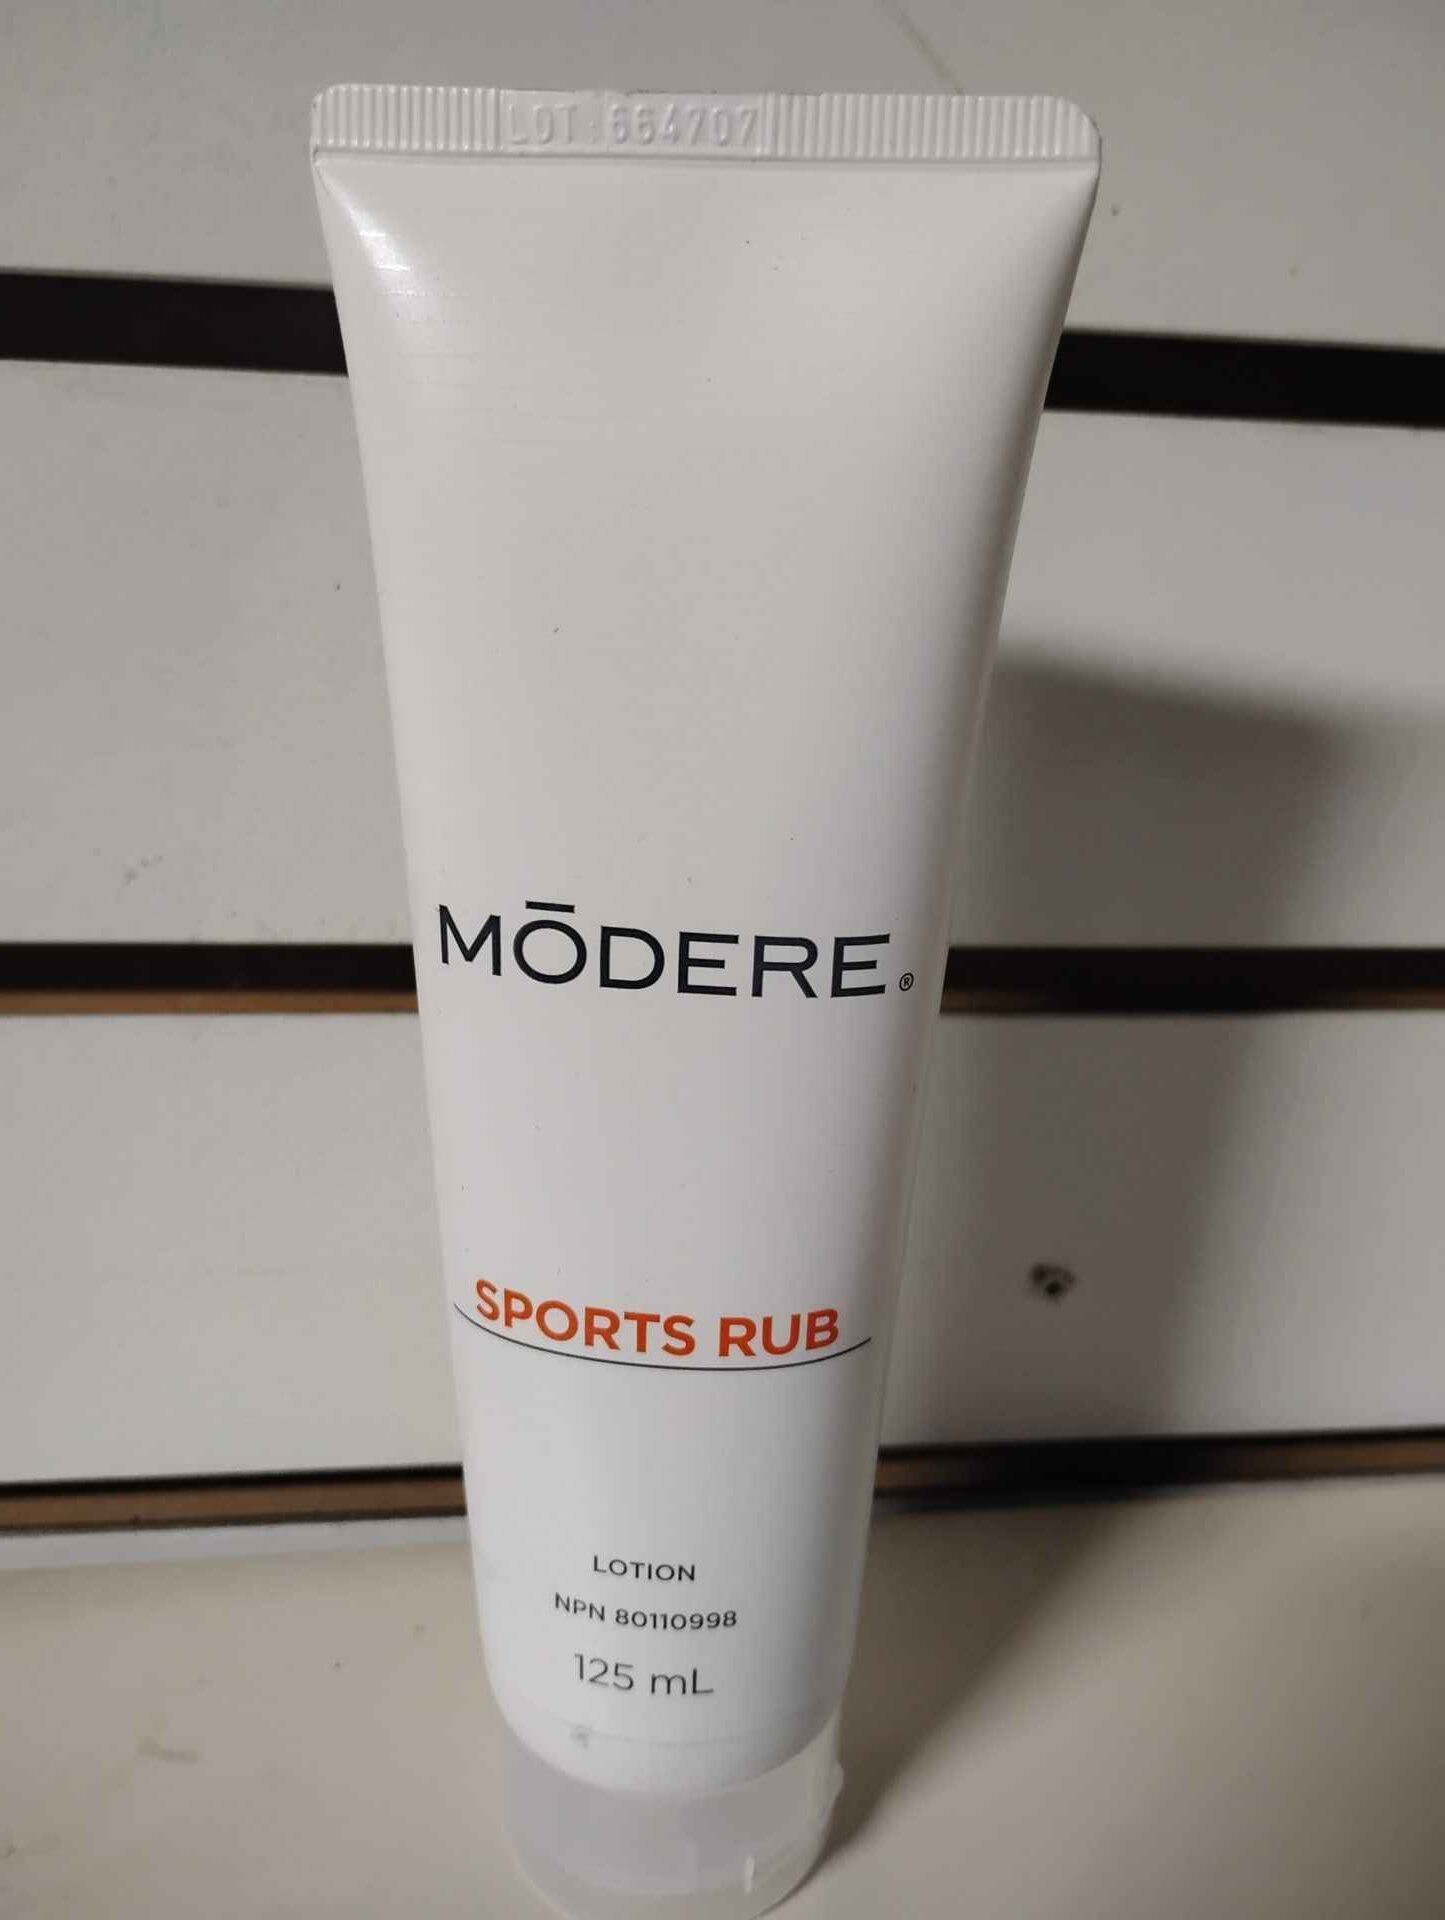 LOT 664707
MŌDERE®
SPORTS RUB
LOTION
NPN 80110998
125 mL